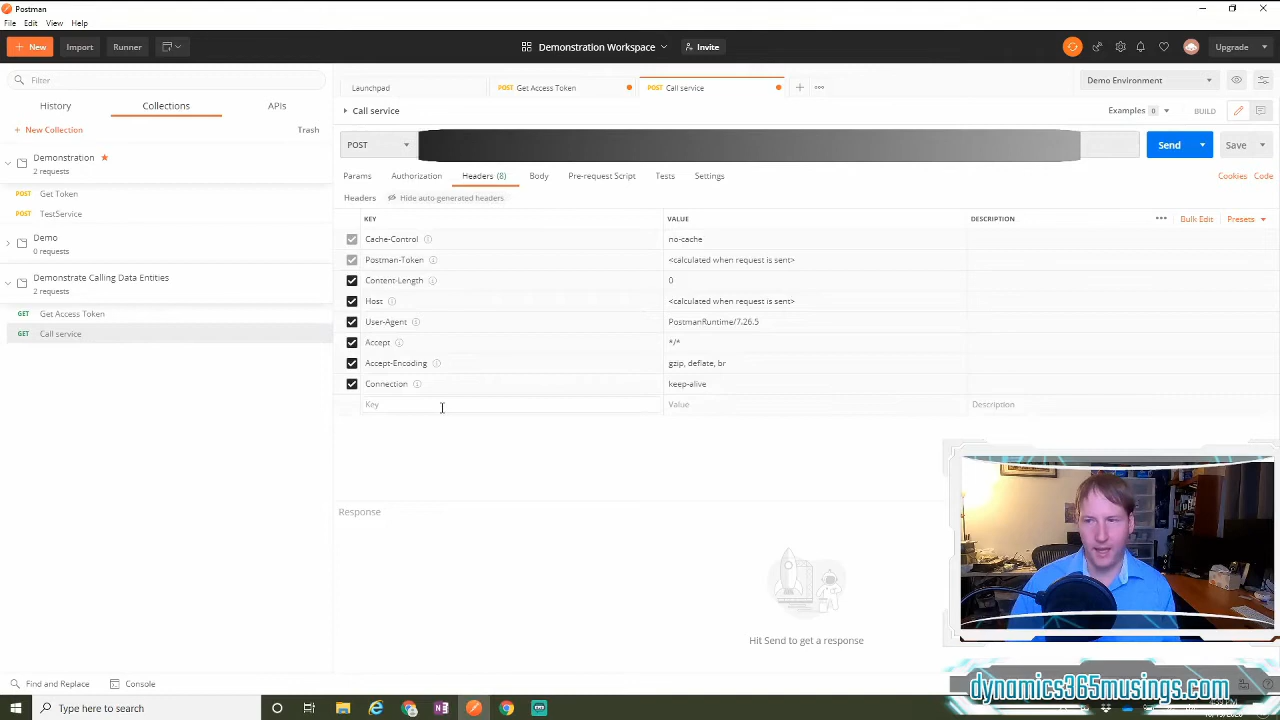 Postman
File Edit View Help
+ New Import Runner Demonstration Workspace Invite Upgrade
Filter
Launchpad POST Get Access Token POST Call service Demo Environment
History Collections APIs
Call service Examples 0 BUILD
+ New Collection Trash
POST Send Save
Demonstration
2 requests
Params Authorization Headers (8) Body Pre-request Script Tests Settings Cookies Code
POST Get Token
Headers Hide auto-generated headers
POST TestService
KEY VALUE DESCRIPTION Bulk Edit Presets
Demo
0 requests
Cache-Control no-cache
Postman-Token <calculated when request is sent>
Demonstrate Calling Data Entities
2 requests
Content-Length 0
Host <calculated when request is sent>
GET Get Access Token
User-Agent PostmanRuntime/7.26.5
GET Call service
Accept */*
Accept-Encoding gzip, deflate, br
Connection keep-alive
Key Value Description
Response
Hit Send to get a response
Find and Replace Console
dynamics365musings.com
Type here to search